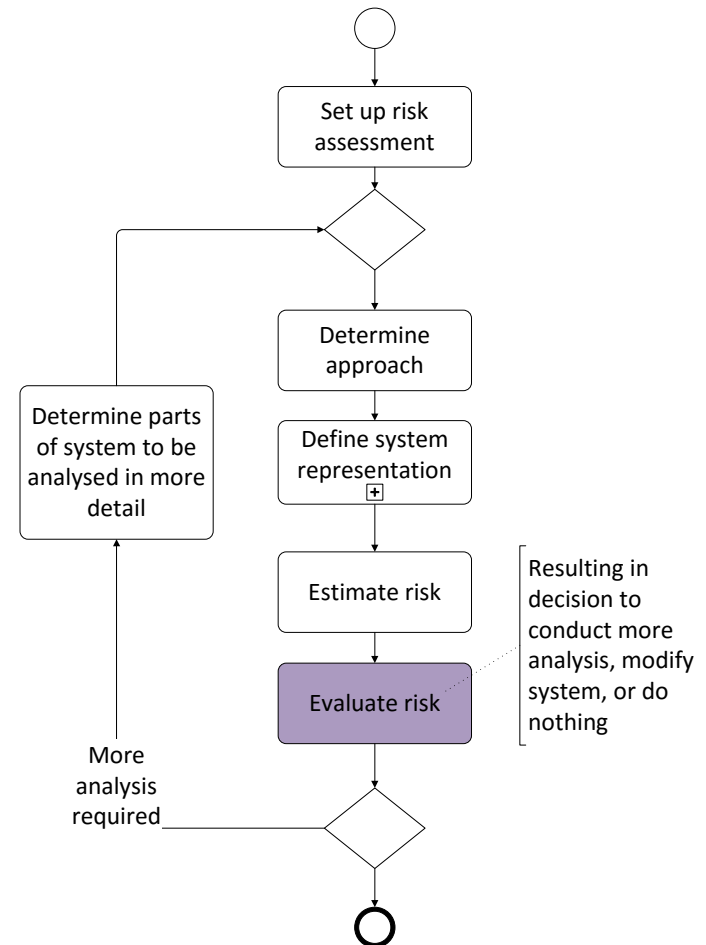 Set up risk
assessment
Determine
approach
Determine parts
of system to be
analysed in more
detail
Define system
representation
+
Estimate risk
Resulting in
decision to
conduct more
analysis, modify
system, or do
nothing
Evaluate risk
More
analysis
required